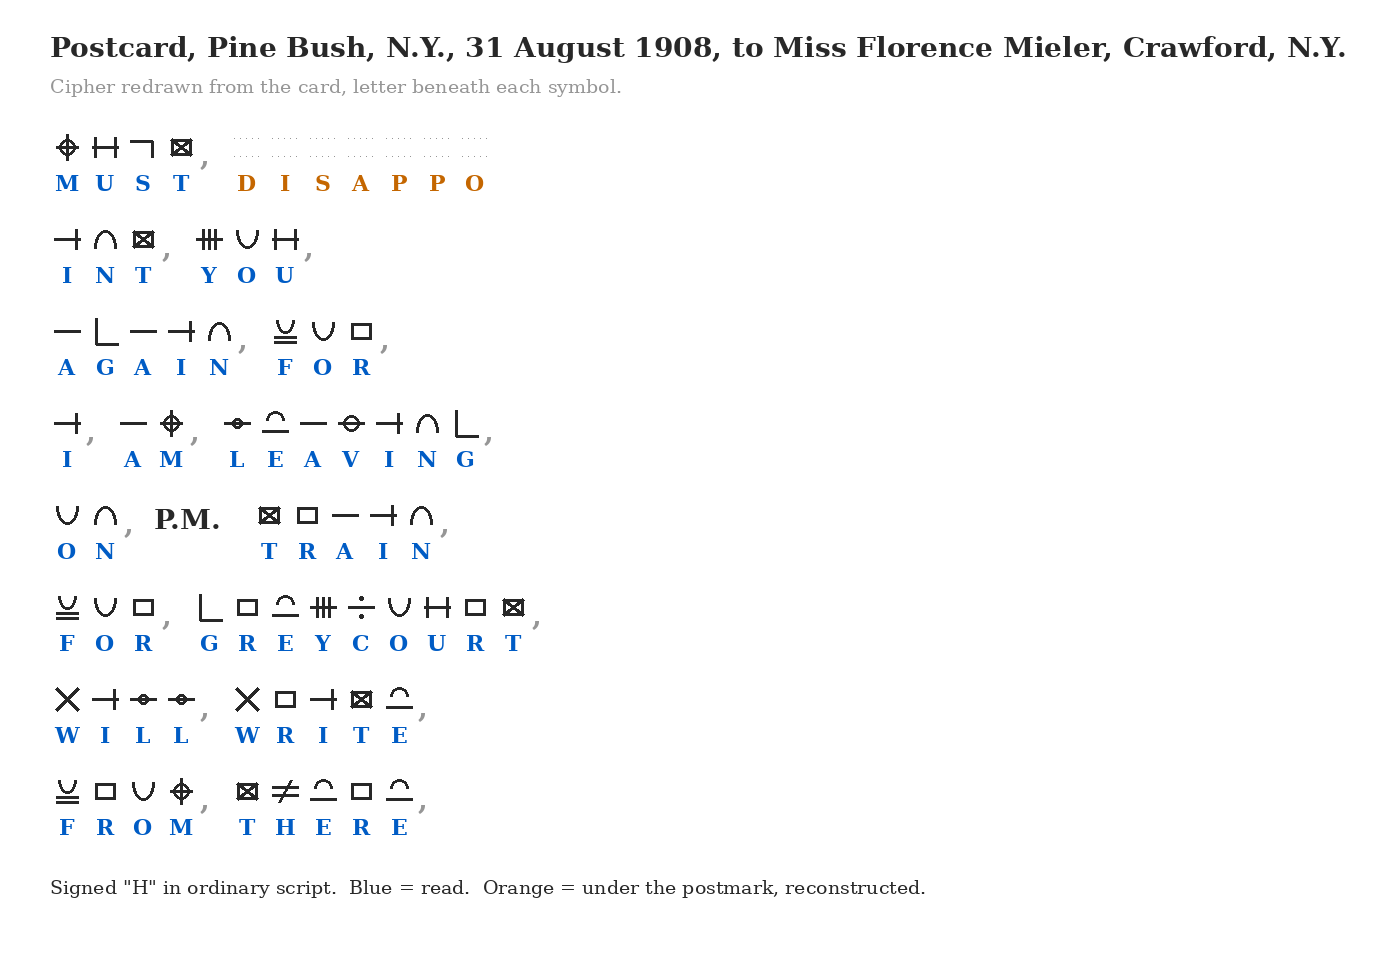 Postcard, Pine Bush, N.Y., 31 August 1908, to Miss Florence Mieler, Crawford, N.Y.
Cipher redrawn from the card, letter beneath each symbol.
M U S T D I S A P P O
I N T Y O U
A G A I N F O R
I A M L E A V I N G
P.M.
O N T R A I N
F O R G R E Y C O U R T
W I L L W R I T E
F R O M T H E R E
Signed "H" in ordinary script. Blue = read. Orange = under the postmark, reconstructed.